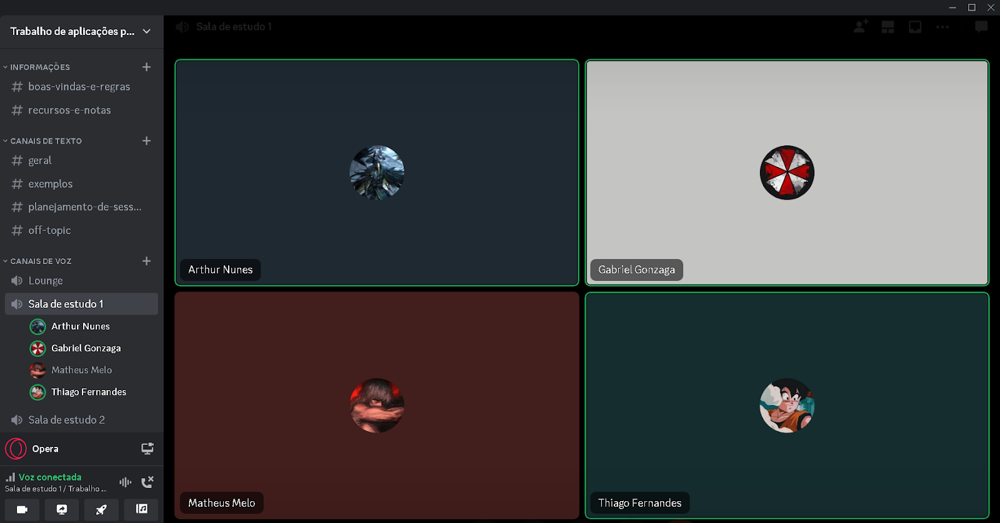 Trabalho de aplicações p...
INFORMAÇÕES
boas-vindas-e-regras
recursos-e-notas
CANAIS DE TEXTO
geral
exemplos
planejamento-de-sess...
off-topic
CANAIS DE VOZ
Lounge
Sala de estudo 1
Arthur Nunes
Gabriel Gonzaga
Matheus Melo
Thiago Fernandes
Sala de estudo 2
Opera
Voz conectada
Sala de estudo 1 / Trabalho ...
Sala de estudo 1
Arthur Nunes
Gabriel Gonzaga
Matheus Melo
Thiago Fernandes